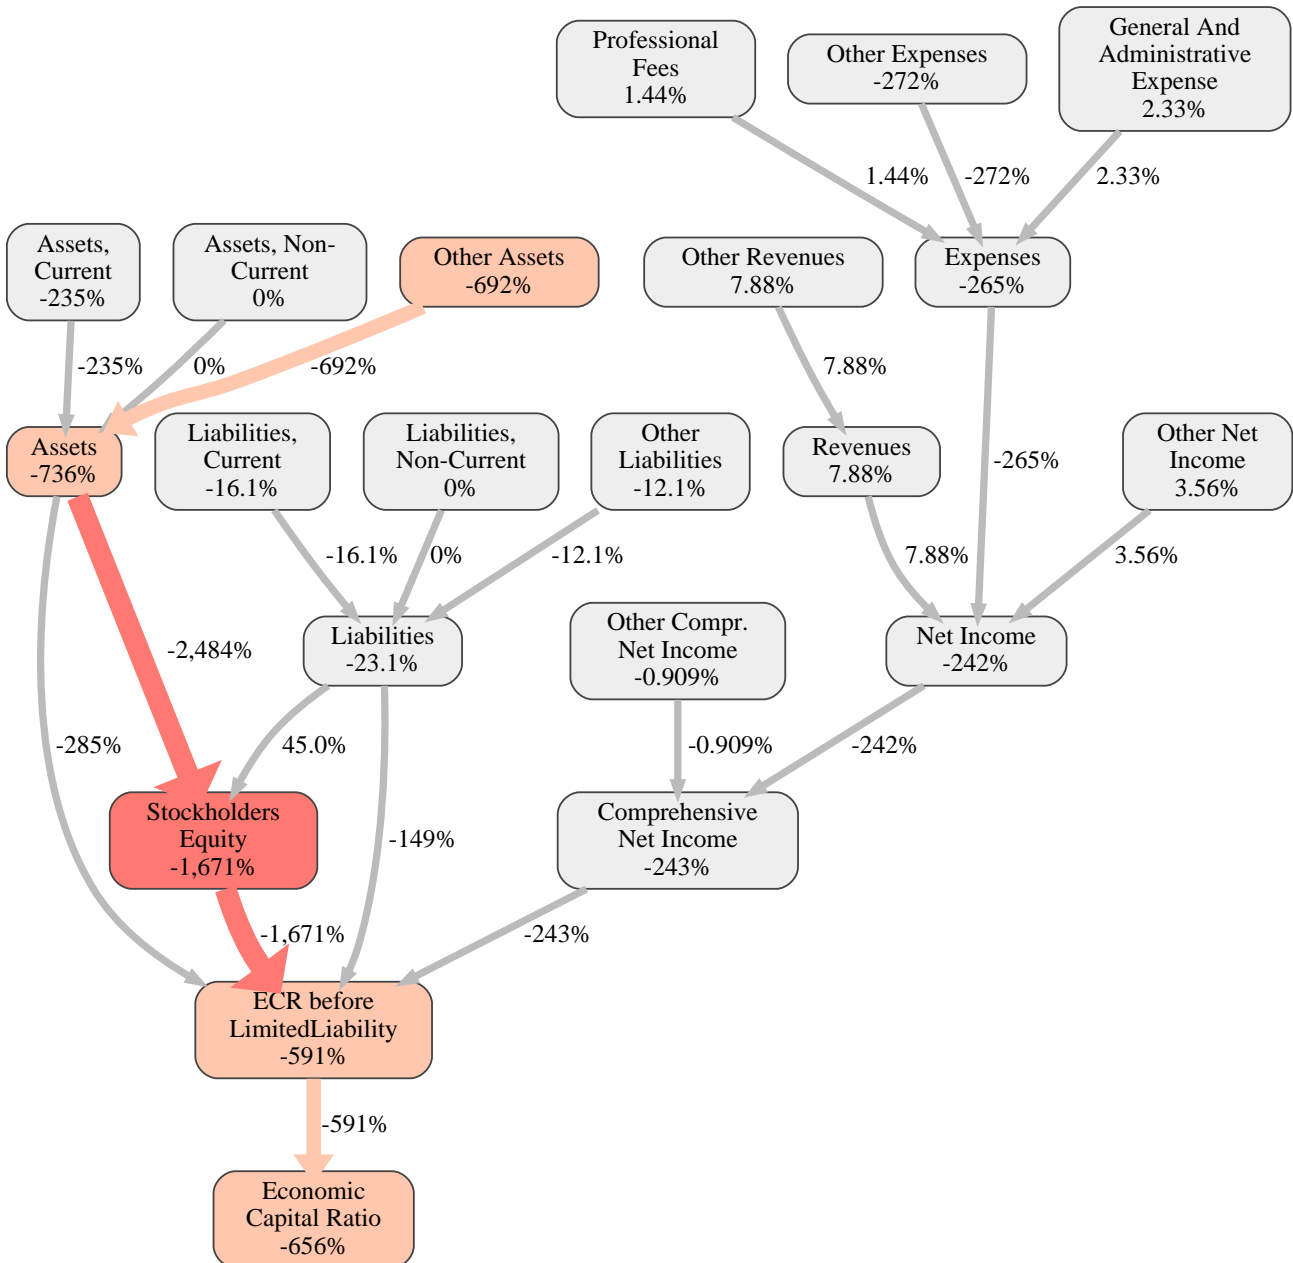 Professional
Fees
1.44%
Other Expenses
-272%
General And
Administrative
Expense
2.33%
1.44%
-272%
2.33%
Assets,
Current
-235%
Assets, Non-
Current
0%
Other Assets
-692%
Other Revenues
7.88%
Expenses
-265%
-235%
0%
-692%
7.88%
Assets
-736%
Liabilities,
Current
-16.1%
Liabilities,
Non-Current
0%
Other
Liabilities
-12.1%
Revenues
7.88%
-265%
Other Net
Income
3.56%
-16.1%
0%
-12.1%
7.88%
3.56%
-2,484%
Liabilities
-23.1%
Other Compr.
Net Income
-0.909%
Net Income
-242%
-285%
45.0%
-0.909%
-242%
Stockholders
Equity
-1,671%
-149%
Comprehensive
Net Income
-243%
-1,671%
-243%
ECR before
LimitedLiability
-591%
-591%
Economic
Capital Ratio
-656%